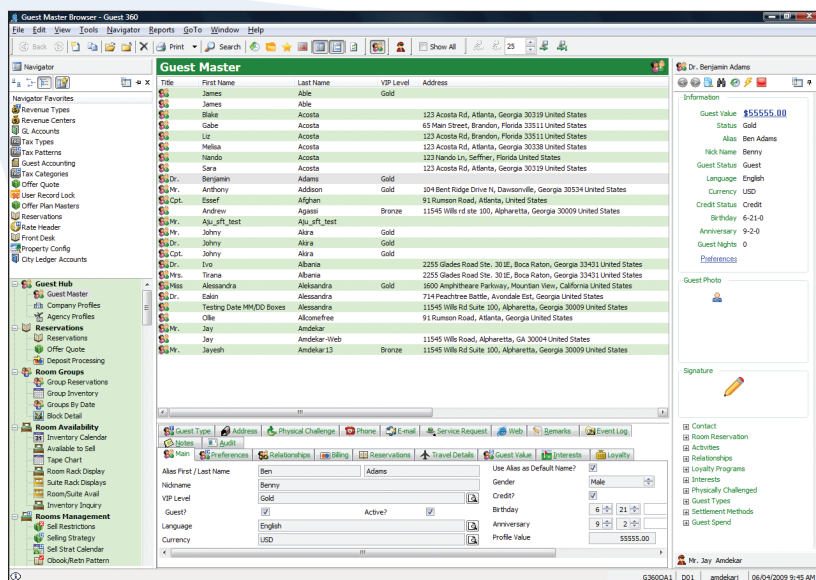 Guest Master Browser - Guest 360
File Edit View Tools Navigator Reports GoTo Window Help
Back Print Search Show All 25
Navigator
Navigator Favorites
Revenue Types
Revenue Centers
GL Accounts
Tax Types
Tax Patterns
Guest Accounting
Tax Categories
Offer Quote
User Record Lock
Offer Plan Masters
Reservations
Rate Header
Front Desk
Property Config
City Ledger Accounts
Guest Hub
Guest Master
Company Profiles
Agency Profiles
Reservations
Reservations
Offer Quote
Deposit Processing
Room Groups
Group Reservations
Group Inventory
Groups By Date
Block Detail
Room Availability
Inventory Calendar
Available to Sell
Tape Chart
Room Rack Display
Suite Rack Displays
Room/Suite Avail
Inventory Inquiry
Rooms Management
Sell Restrictions
Selling Strategy
Sell Strat Calendar
Obook/Retn Pattern
Guest Master
Title First Name Last Name VIP Level Address
James Able Gold
James Able
Blake Acosta 123 Acosta Rd, Atlanta, Georgia 30319 United States
Gabe Acosta 65 Main Street, Brandon, Florida 33511 United States
Liz Acosta 123 Acosta Rd, Brandon, Florida 33511 United States
Melisa Acosta 123 Acosta Rd, Atlanta, Georgia 30338 United States
Nando Acosta 123 Nando Ln, Seffner, Florida United States
Sara Acosta 123 Acosta Rd, Atlanta, Georgia 30319 United States
Dr. Benjamin Adams Gold
Mr. Anthony Addison Gold 104 Bent Ridge Drive N, Dawsonville, Georgia 30534 United States
Cpt. Essef Afghan 91 Rumson Road, Atlanta, United States
Andrew Agassi Bronze 11545 Wills rd ste 100, Alpharetta, Georgia 30009 United States
Mr. Aju_sft_test Aju_sft_test
Mr. Johny Akira Gold
Dr. Johny Akira Gold
Cpt. Johny Akira Gold
Dr. Ivo Albania 2255 Glades Road Ste. 301E, Boca Raton, Georgia 33431 United States
Mrs. Tirana Albania 2255 Glades Road Ste. 301E, Boca Raton, Georgia 33431 United States
Miss Alessandra Aleksandra Gold 1600 Amphitheare Parkway, Mountian View, California United States
Dr. Eakin Alessandra 714 Peachtree Battle, Avondale Est, Georgia United States
Testing Date MM/DD Boxes Alessandra 11545 Wills Rd Suite 100, Alpharetta, Georgia 30009 United States
Ollie Allcomefree 91 Rumson Road, Atlanta, Georgia United States
Mr. Jay Amdekar
Jay Amdekar-Web 11545 Wills Road, Alpharetta, GA 30004 United States
Mr. Jayesh Amdekar13 Bronze 11545 Wills Rd Suite 100, Alpharetta, Georgia 30009 United States
Guest Type Address Physical Challenge Phone E-mail Service Request Web Remarks Event Log
Notes Audit
Main Preferences Relationships Billing Reservations Travel Details Guest Value Interests Loyalty
Alias First / Last Name Ben Adams
Nickname Benny
VIP Level Gold
Guest? Active?
Language English
Currency USD
Use Alias as Default Name?
Gender Male
Credit?
Birthday 6 21
Anniversary 9 2
Profile Value 55555.00
Dr. Benjamin Adams
Information
Guest Value $55555.00
Status Gold
Alias Ben Adams
Nick Name Benny
Guest Status Guest
Language English
Currency USD
Credit Status Credit
Birthday 6-21-0
Anniversary 9-2-0
Guest Nights 0
Preferences
Guest Photo
Signature
Contact
Room Reservation
Activities
Relationships
Loyalty Programs
Interests
Physically Challenged
Guest Types
Settlement Methods
Guest Spend
Mr. Jay Amdekar
G360QA1 D01 amdekarj 06/04/2009 9:45 AM